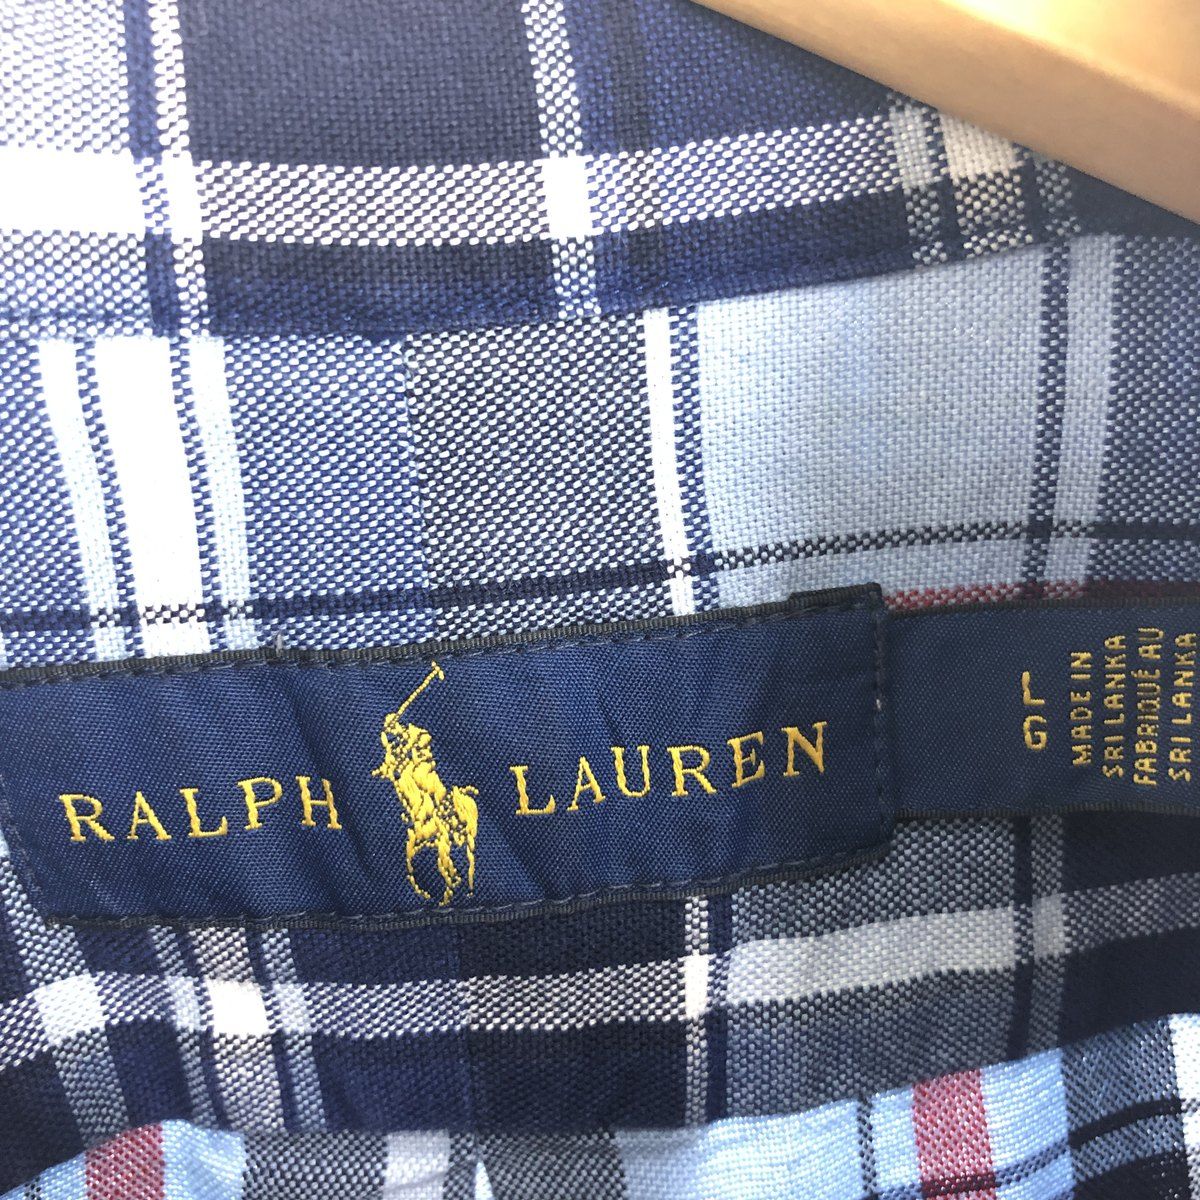 RALPH LAUREN
L
G
MADE IN
SRI LANKA
FABRIQUÉ AU
SRI LANKA